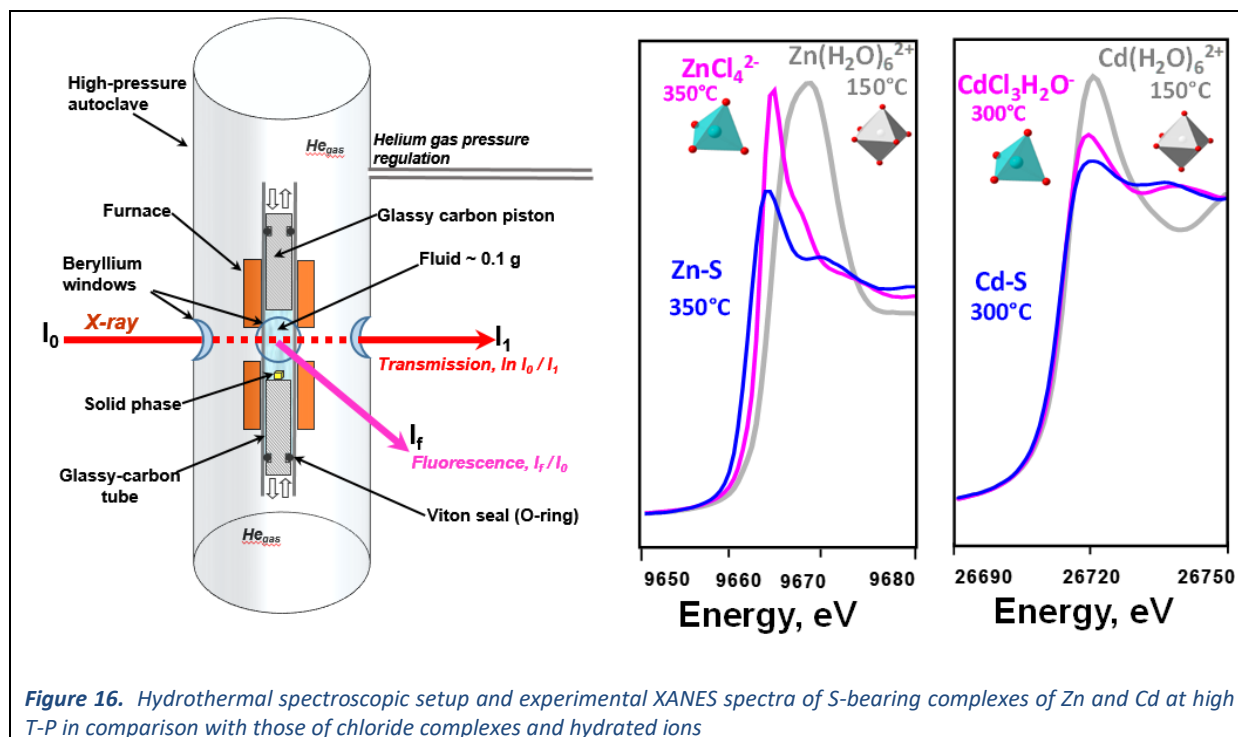 High-pressure
autoclave
He gas
Helium gas pressure
regulation
Furnace
Glassy carbon piston
Beryllium
windows
Fluid ~ 0.1 g
I0
X-ray
I1
Transmission, ln I0 / I1
Solid phase
If
Fluorescence, If / I0
Glassy-carbon
tube
Viton seal (O-ring)
He gas
ZnCl4 2-
350°C
Zn(H2O)6 2+
150°C
Zn-S
350°C
9650 9660 9670 9680
Energy, eV
CdCl3H2O-
300°C
Cd(H2O)6 2+
150°C
Cd-S
300°C
26690 26720 26750
Energy, eV
Figure 16. Hydrothermal spectroscopic setup and experimental XANES spectra of S-bearing complexes of Zn and Cd at high
T-P in comparison with those of chloride complexes and hydrated ions